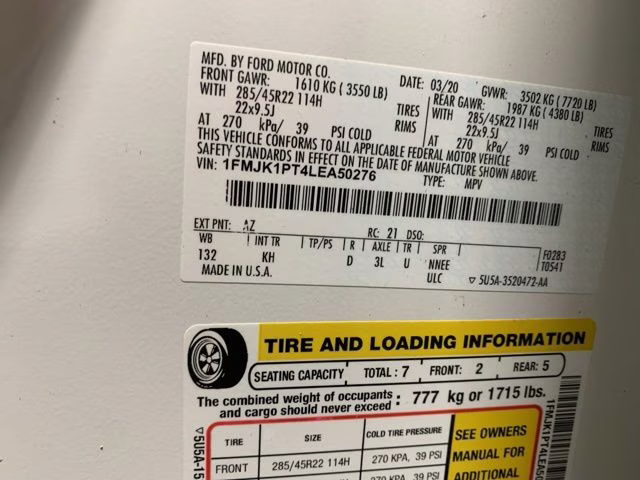 MFD. BY FORD MOTOR CO.
DATE: 03/20 GVWR: 3502 KG ( 7720 LB)
FRONT GAWR: 1610 KG ( 3550 LB) REAR GAWR: 1987 KG ( 4380 LB)
WITH 285/45R22 114H TIRES WITH 285/45R22 114H TIRES
22x9.5J RIMS 22x9.5J RIMS
AT 270 kPa/ 39 PSI COLD AT 270 kPa/ 39 PSI COLD
THIS VEHICLE CONFORMS TO ALL APPLICABLE FEDERAL MOTOR VEHICLE
SAFETY STANDARDS IN EFFECT ON THE DATE OF MANUFACTURE SHOWN ABOVE.
VIN: 1FMJK1PT4LEA50276
TYPE: MPV
EXT PNT: AZ RC: 21 DSO:
WB INT TR TP/PS R AXLE TR SPR F0283
132 KH D 3L U NNEE T0541
MADE IN U.S.A. ULC ▽ 5U5A-3520472-AA
TIRE AND LOADING INFORMATION
SEATING CAPACITY TOTAL : 7 FRONT: 2 REAR: 5
The combined weight of occupants and cargo should never exceed : 777 kg or 1715 lbs.
TIRE SIZE COLD TIRE PRESSURE
FRONT 285/45R22 114H 270 KPA, 39 PSI
SEE OWNERS
MANUAL FOR
ADDITIONAL
▽5U5A-15
1FMJK1PT4LEA50